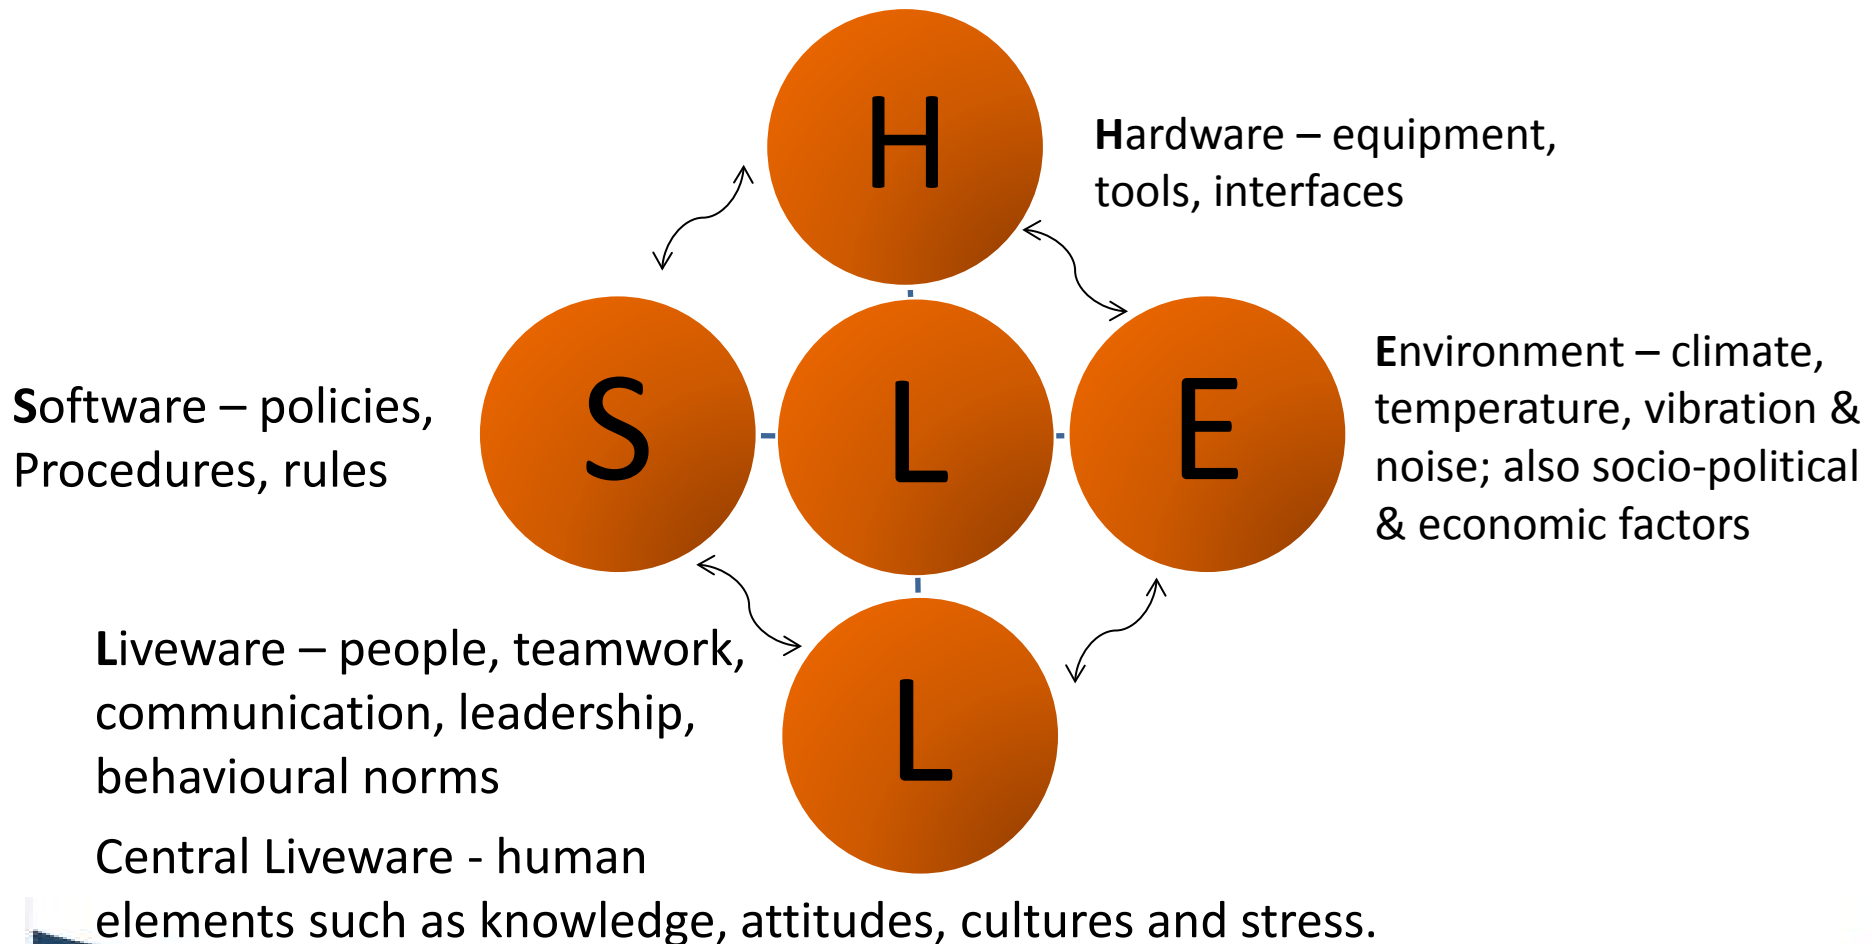 H
Hardware – equipment,
tools, interfaces
S
L
E
Environment – climate,
temperature, vibration &
noise; also socio-political
& economic factors
Software – policies,
Procedures, rules
L
Liveware – people, teamwork,
communication, leadership,
behavioural norms
Central Liveware - human
elements such as knowledge, attitudes, cultures and stress.